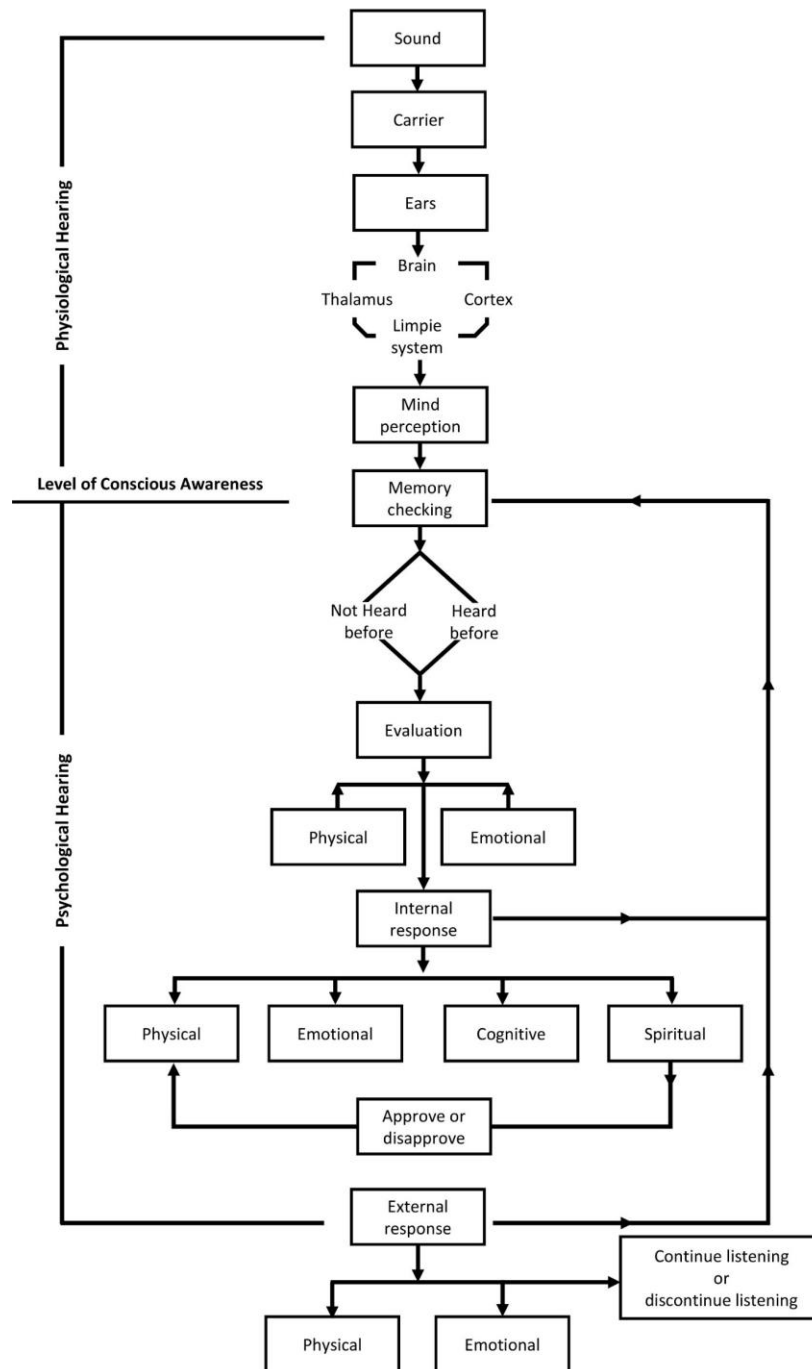 Sound
Carrier
Ears
Brain
Thalamus
Cortex
Limpie
system
Physiological Hearing
Mind
perception
Level of Conscious Awareness
Memory
checking
Not Heard
before
Heard
before
Evaluation
Physical
Emotional
Psychological Hearing
Internal
response
Physical
Emotional
Cognitive
Spiritual
Approve or
disapprove
External
response
Continue listening
or
discontinue listening
Physical
Emotional